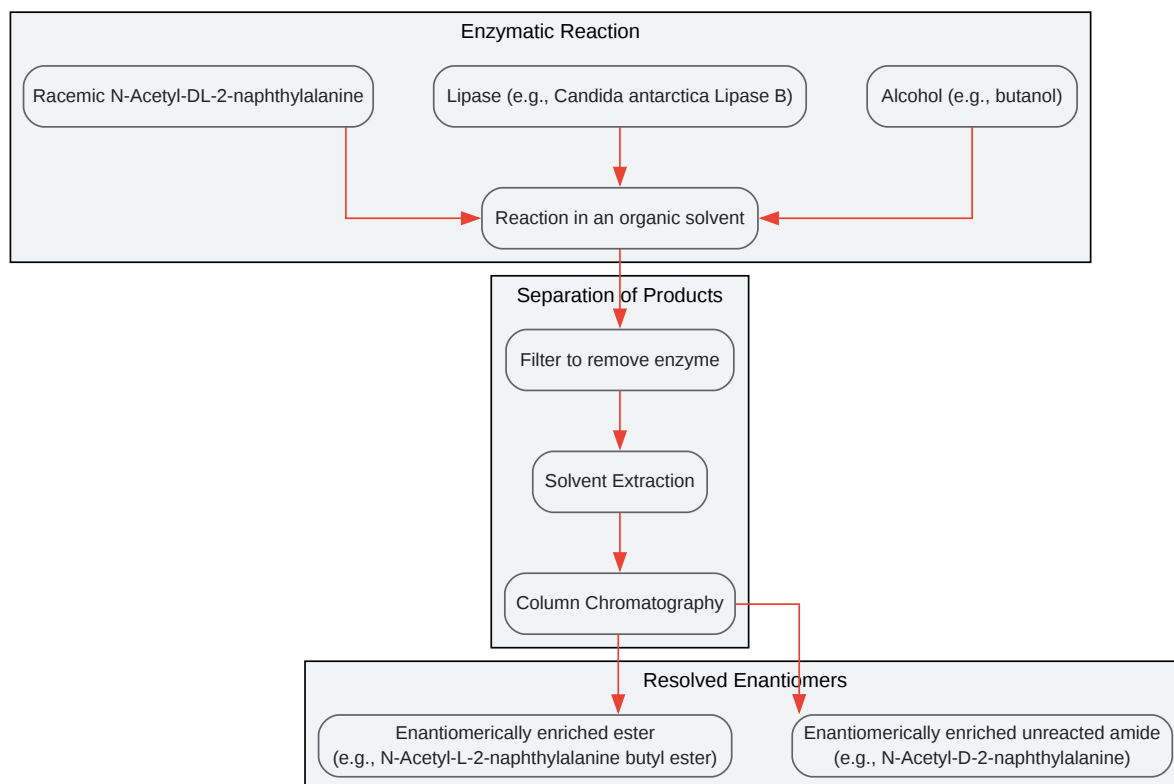 Enzymatic Reaction
Racemic N-Acetyl-DL-2-naphthylalanine
Lipase (e.g., Candida antarctica Lipase B)
Alcohol (e.g., butanol)
Reaction in an organic solvent
Separation of Products
Filter to remove enzyme
Solvent Extraction
Column Chromatography
Resolved Enantiomers
Enantiomerically enriched ester
(e.g., N-Acetyl-L-2-naphthylalanine butyl ester)
Enantiomerically enriched unreacted amide
(e.g., N-Acetyl-D-2-naphthylalanine)